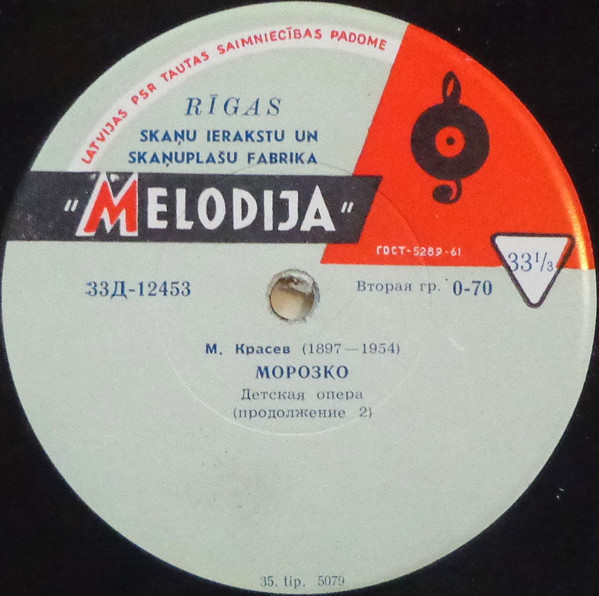 LATVIJAS PSR TAUTAS SAIMNIECĪBAS PADOME
RĪGAS
SKAŅU IERAKSTU UN
SKAŅUPLAŠU FABRIKA
"MELODIJA"
ГОСТ-5289-61
33⅓
33Д-12453
Вторая гр. 0-70
М. Красев (1897—1954)
МОРОЗКО
Детская опера
(продолжение 2)
35. tip. 5079